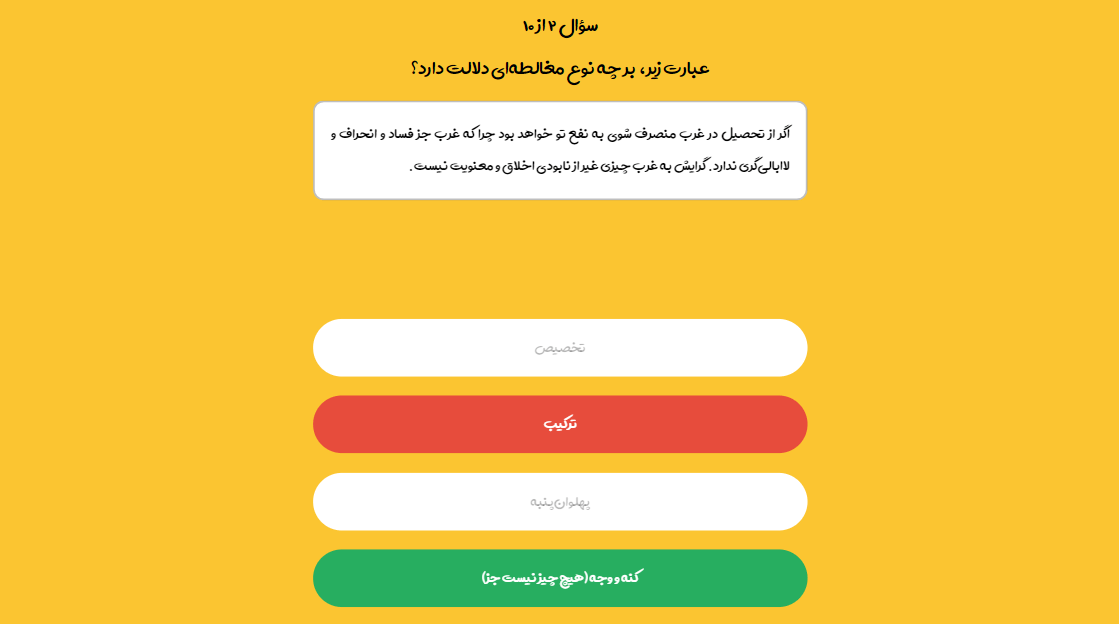 سؤال ۲ از ۱۰
عبارت زیر، بر چه نوع مغالطه‌ای دلالت دارد؟
اگر از تحصیل در غرب منصرف شوی به نفع تو خواهد بود چرا که غرب جز فساد و انحراف و
لاابالی‌گری ندارد. گرایش به غرب چیزی غیر از نابودی اخلاق و معنویت نیست.
تخصیص
ترکیب
پهلوان‌پنبه
کنه و وجه (هیچ چیز نیست جز)